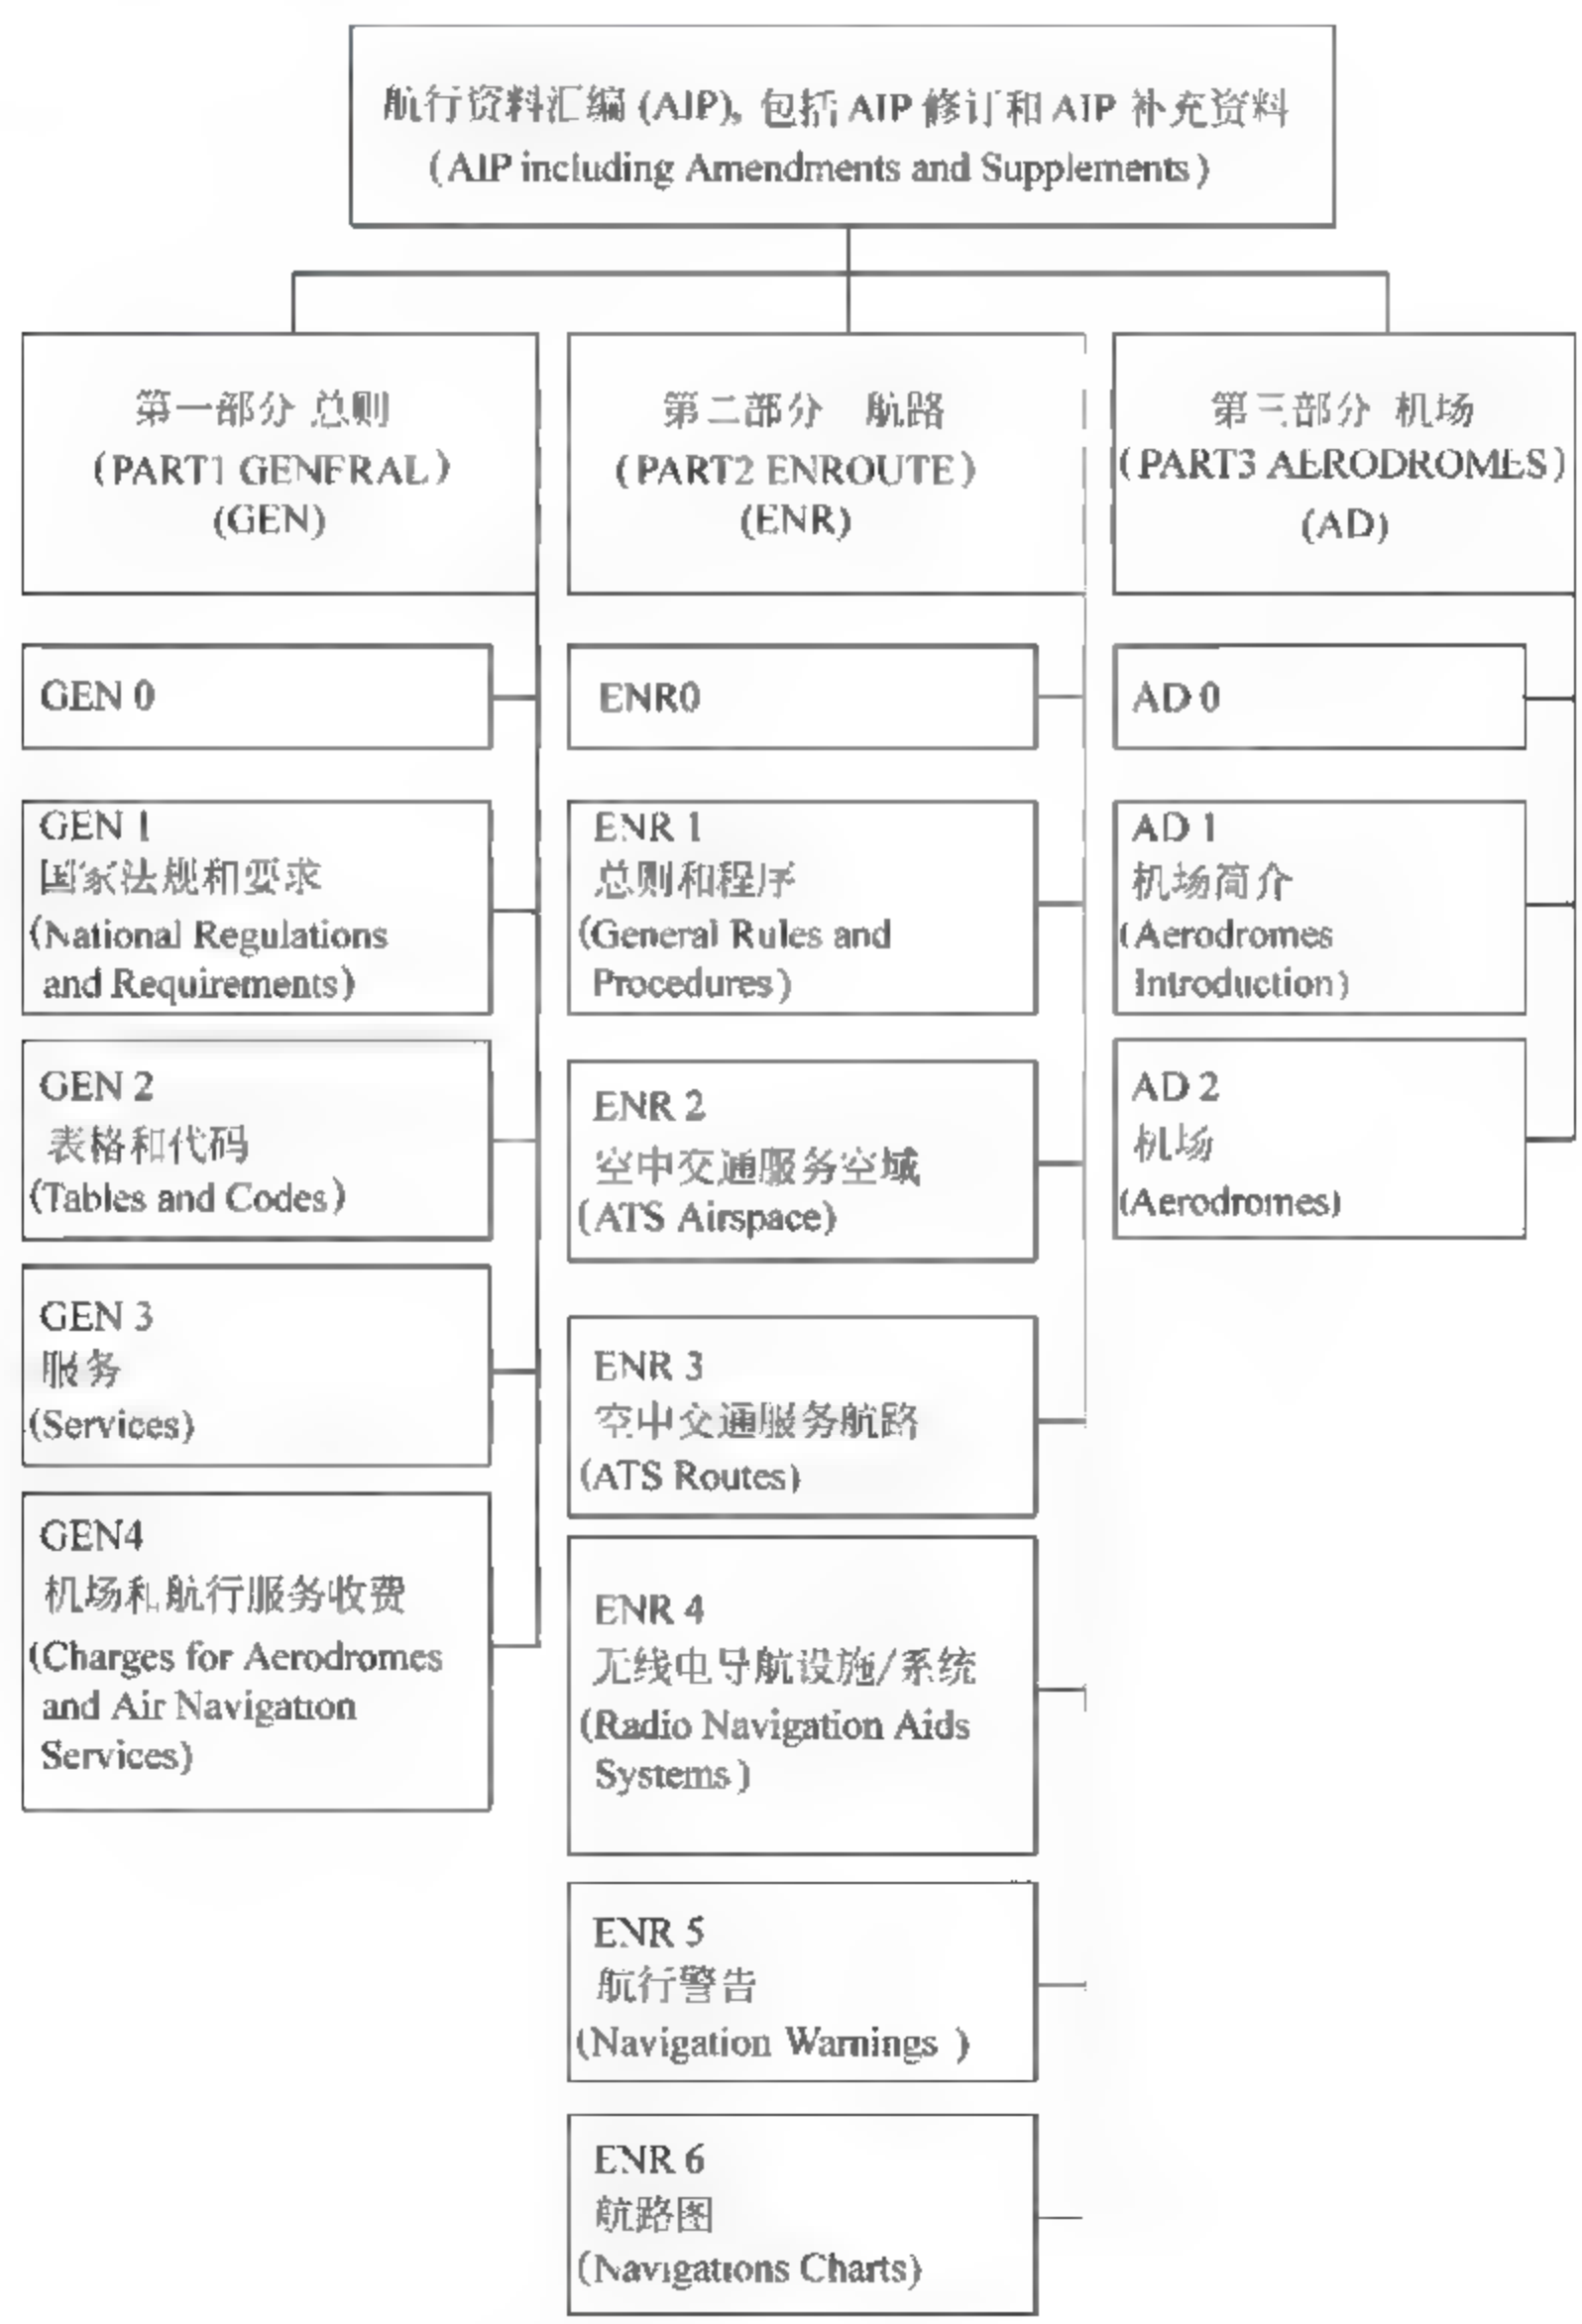 航行资料汇编 (AIP), 包括 AIP 修订和 AIP 补充资料
(AIP including Amendments and Supplements)
第一部分 总则
(PART1 GENERAL)
(GEN)
GEN 0
GEN 1
国家法规和要求
(National Regulations
and Requirements)
GEN 2
表格和代码
(Tables and Codes)
GEN 3
服务
(Services)
GEN4
机场和航行服务收费
(Charges for Aerodromes
and Air Navigation
Services)
第二部分 航路
(PART2 ENROUTE)
(ENR)
ENR0
ENR 1
总则和程序
(General Rules and
Procedures)
ENR 2
空中交通服务空域
(ATS Airspace)
ENR 3
空中交通服务航路
(ATS Routes)
ENR 4
无线电导航设施/系统
(Radio Navigation Aids
Systems)
ENR 5
航行警告
(Navigation Warnings )
ENR 6
航路图
(Navigations Charts)
第三部分 机场
(PART3 AERODROMES)
(AD)
AD 0
AD 1
机场简介
(Aerodromes
Introduction)
AD 2
机场
(Aerodromes)